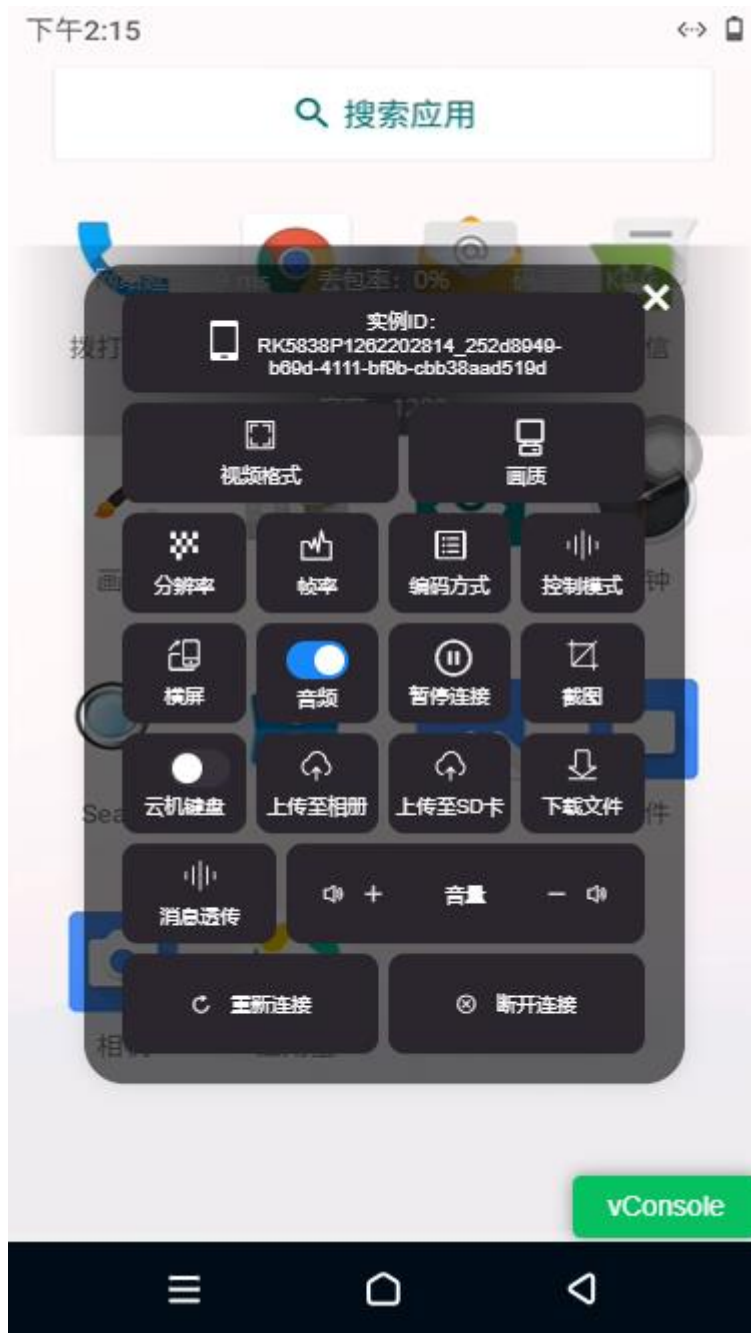 下午2:15
搜索应用
丢包率：0%
实例ID：
RK5838P1262202814_252d8949-
b69d-4111-bf9b-cbb38aad519d
视频格式
画质
分辨率
帧率
编码方式
控制模式
横屏
音频
暂停连接
截图
云机键盘
上传至相册
上传至SD卡
下载文件
消息透传
+ 音量 −
重新连接
断开连接
vConsole